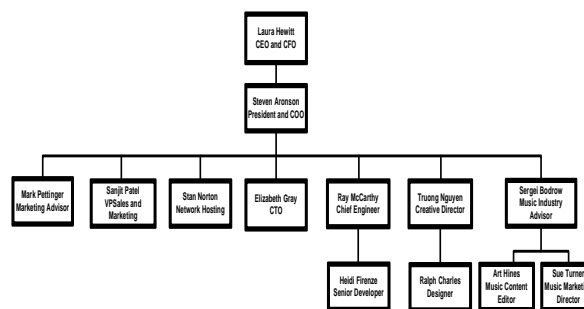 Laura Hewitt
CEO and CFO
Steven Aronson
President and COO
Mark Pettinger
Marketing Advisor
Sanjit Patel
VPSales and
Marketing
Stan Norton
Network Hosting
Elizabeth Gray
CTO
Ray McCarthy
Chief Engineer
Truong Nguyen
Creative Director
Sergei Bodrow
Music Industry
Advisor
Heidi Firenze
Senior Developer
Ralph Charles
Designer
Art Hines
Music Content
Editor
Sue Turner
Music Marketi
Director